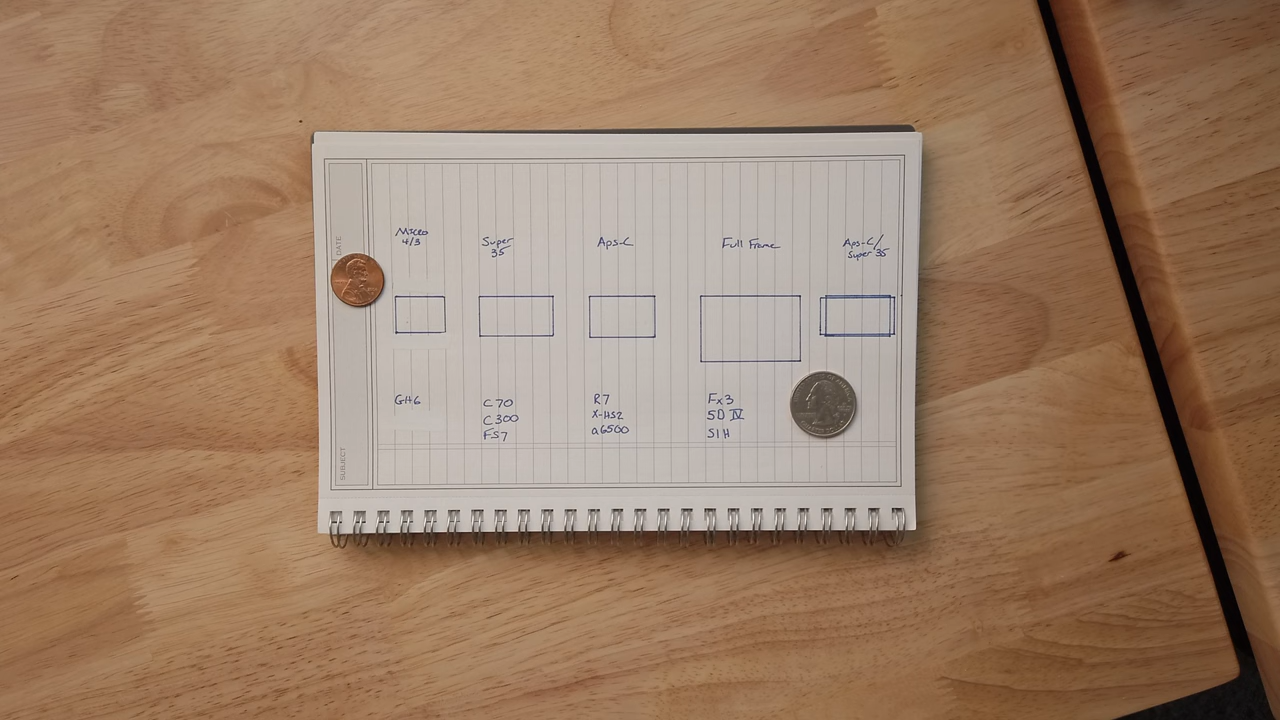 Micro
4/3
Super
35
Aps-C
Full Frame
Aps-C/
Super 35
DATE
GH6
C70
C300
FS7
R7
X-HS2
a6500
Fx3
5D IV
S1H
SUBJECT